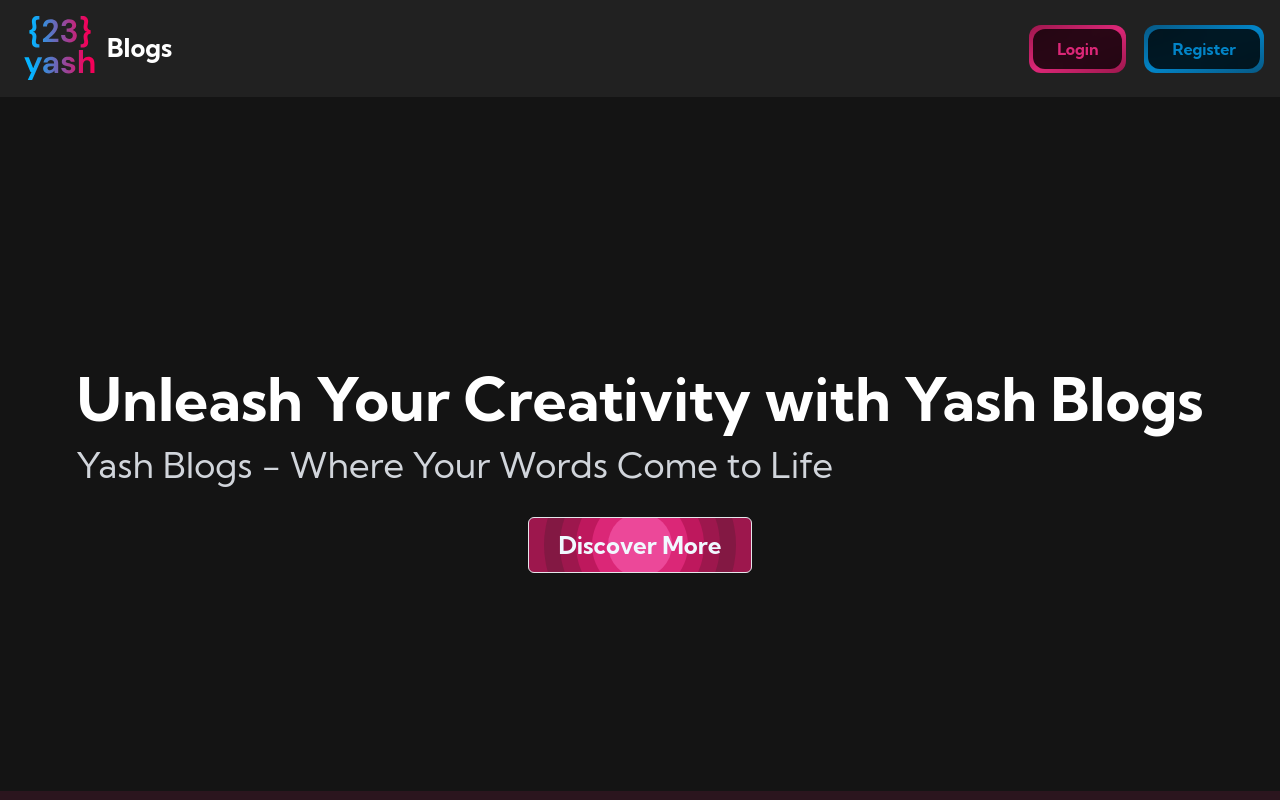 {23}
yash
Blogs
Login
Register
Unleash Your Creativity with Yash Blogs
Yash Blogs - Where Your Words Come to Life
Discover More